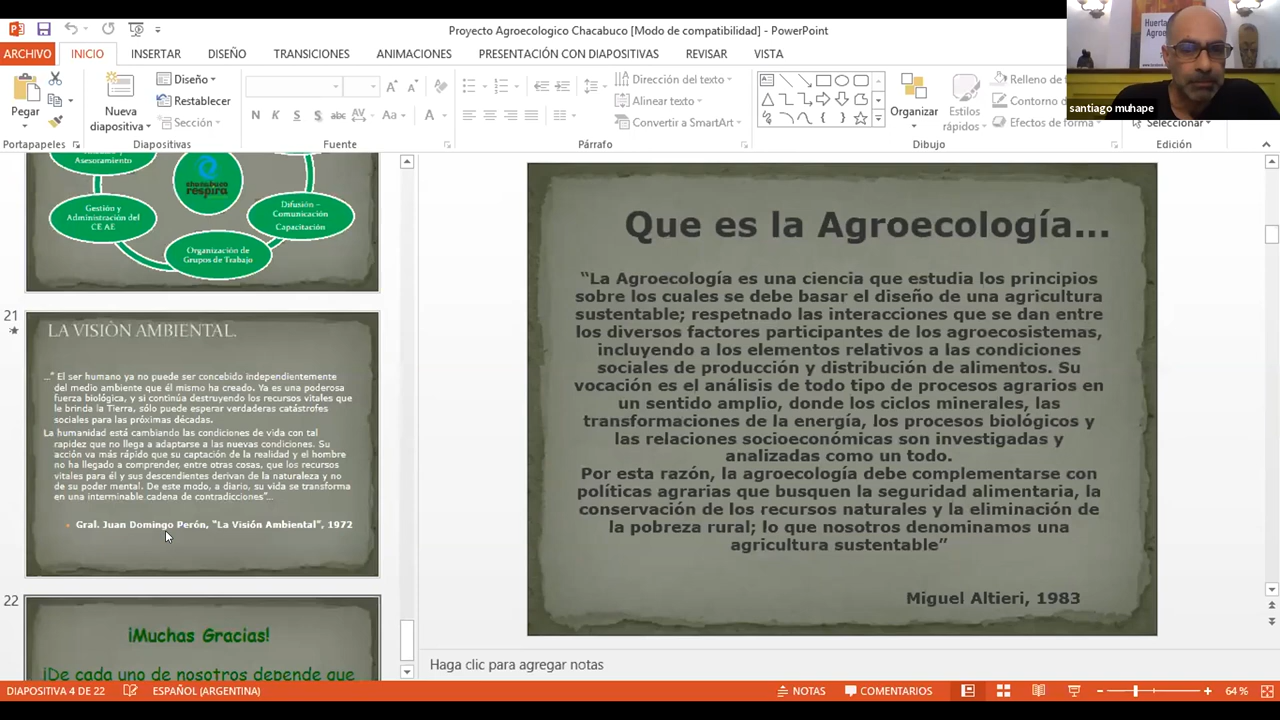 Proyecto Agroecologico Chacabuco [Modo de compatibilidad] - PowerPoint
ARCHIVO INICIO INSERTAR DISEÑO TRANSICIONES ANIMACIONES PRESENTACIÓN CON DIAPOSITIVAS REVISAR VISTA
Huerta
Agroe
santiago muhape
Pegar
Nueva
diapositiva
Diseño
Restablecer
Sección
N K S S abc AV Aa A
Dirección del texto
Alinear texto
Convertir a SmartArt
Organizar
Estilos
rápidos
Relleno de
Contorno d
Efectos de forma
Seleccionar
Portapapeles Diapositivas Fuente Párrafo Dibujo Edición
Asesoramiento
chacabuco
respira
Gestión y
Administración del
CE AE
Difusión –
Comunicación
Capacitación
Organización de
Grupos de Trabajo
21
LA VISIÒN AMBIENTAL.
…" El ser humano ya no puede ser concebido independientemente
del medio ambiente que él mismo ha creado. Ya es una poderosa
fuerza biológica, y si continúa destruyendo los recursos vitales que
le brinda la Tierra, sólo puede esperar verdaderas catástrofes
sociales para las próximas décadas.
La humanidad está cambiando las condiciones de vida con tal
rapidez que no llega a adaptarse a las nuevas condiciones. Su
acción va más rápido que su captación de la realidad y el hombre
no ha llegado a comprender, entre otras cosas, que los recursos
vitales para él y sus descendientes derivan de la naturaleza y no
de su poder mental. De este modo, a diario, su vida se transforma
en una interminable cadena de contradicciones"…
Gral. Juan Domingo Perón, "La Visión Ambiental", 1972
22
¡Muchas Gracias!
¡De cada uno de nosotros depende que
Que es la Agroecología...
“La Agroecología es una ciencia que estudia los principios
sobre los cuales se debe basar el diseño de una agricultura
sustentable; respetnado las interacciones que se dan entre
los diversos factores participantes de los agroecosistemas,
incluyendo a los elementos relativos a las condiciones
sociales de producción y distribución de alimentos. Su
vocación es el análisis de todo tipo de procesos agrarios en
un sentido amplio, donde los ciclos minerales, las
transformaciones de la energía, los procesos biológicos y
las relaciones socioeconómicas son investigadas y
analizadas como un todo.
Por esta razón, la agroecología debe complementarse con
políticas agrarias que busquen la seguridad alimentaria, la
conservación de los recursos naturales y la eliminación de
la pobreza rural; lo que nosotros denominamos una
agricultura sustentable”
Miguel Altieri, 1983
Haga clic para agregar notas
DIAPOSITIVA 4 DE 22 ESPAÑOL (ARGENTINA) NOTAS COMENTARIOS 64 %